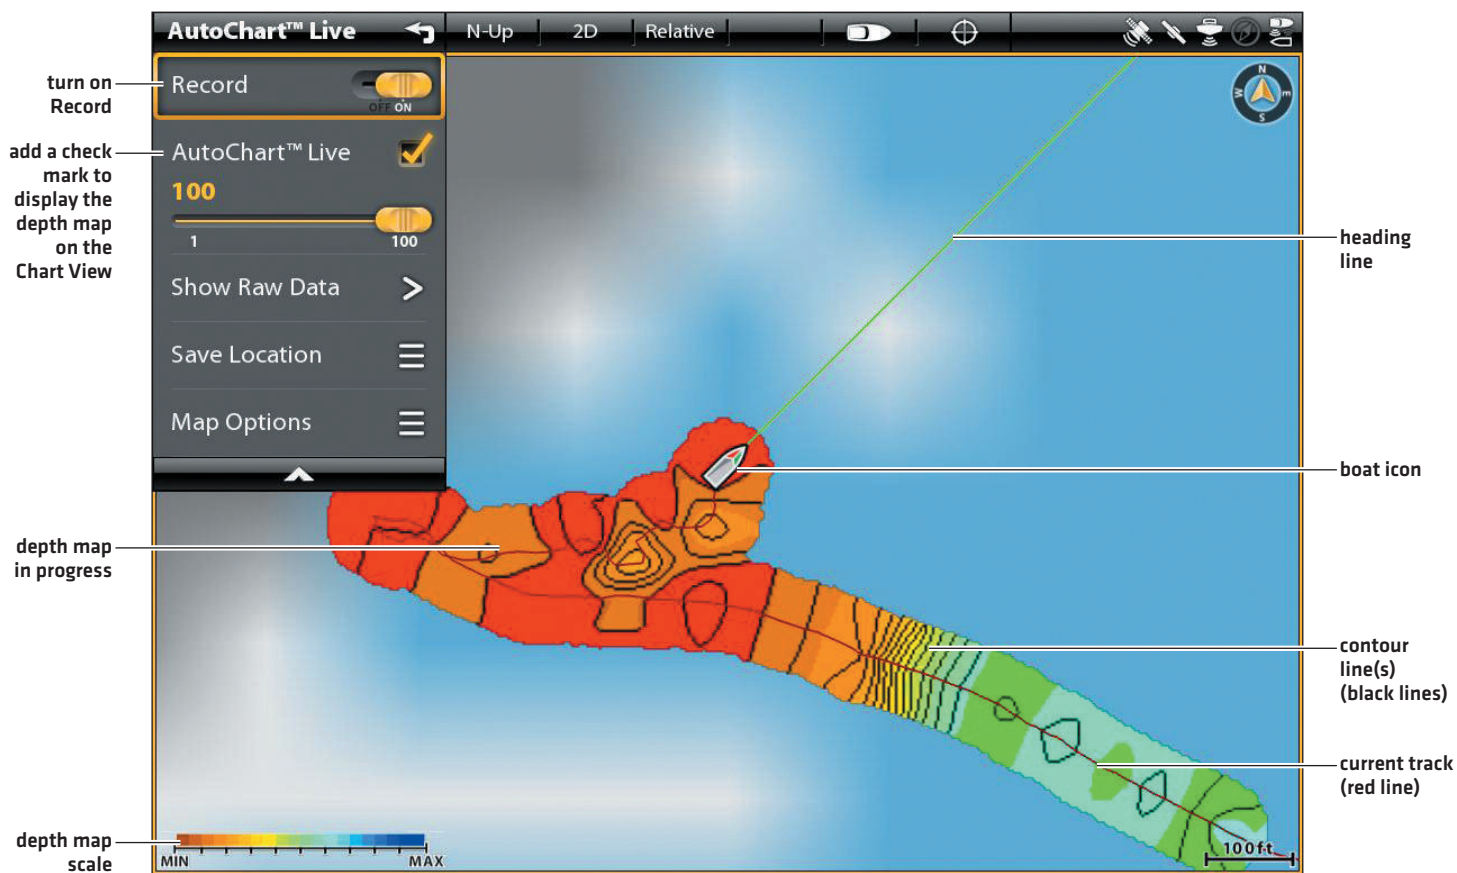 AutoChart™ Live
N-Up
2D
Relative
turn on
Record
Record
OFF ON
add a check
mark to
display the
depth map
on the
Chart View
AutoChart™ Live
100
1
100
Show Raw Data
Save Location
Map Options
N
W
E
S
heading
line
boat icon
depth map
in progress
contour
line(s)
(black lines)
current track
(red line)
depth map
scale
MIN
MAX
100ft